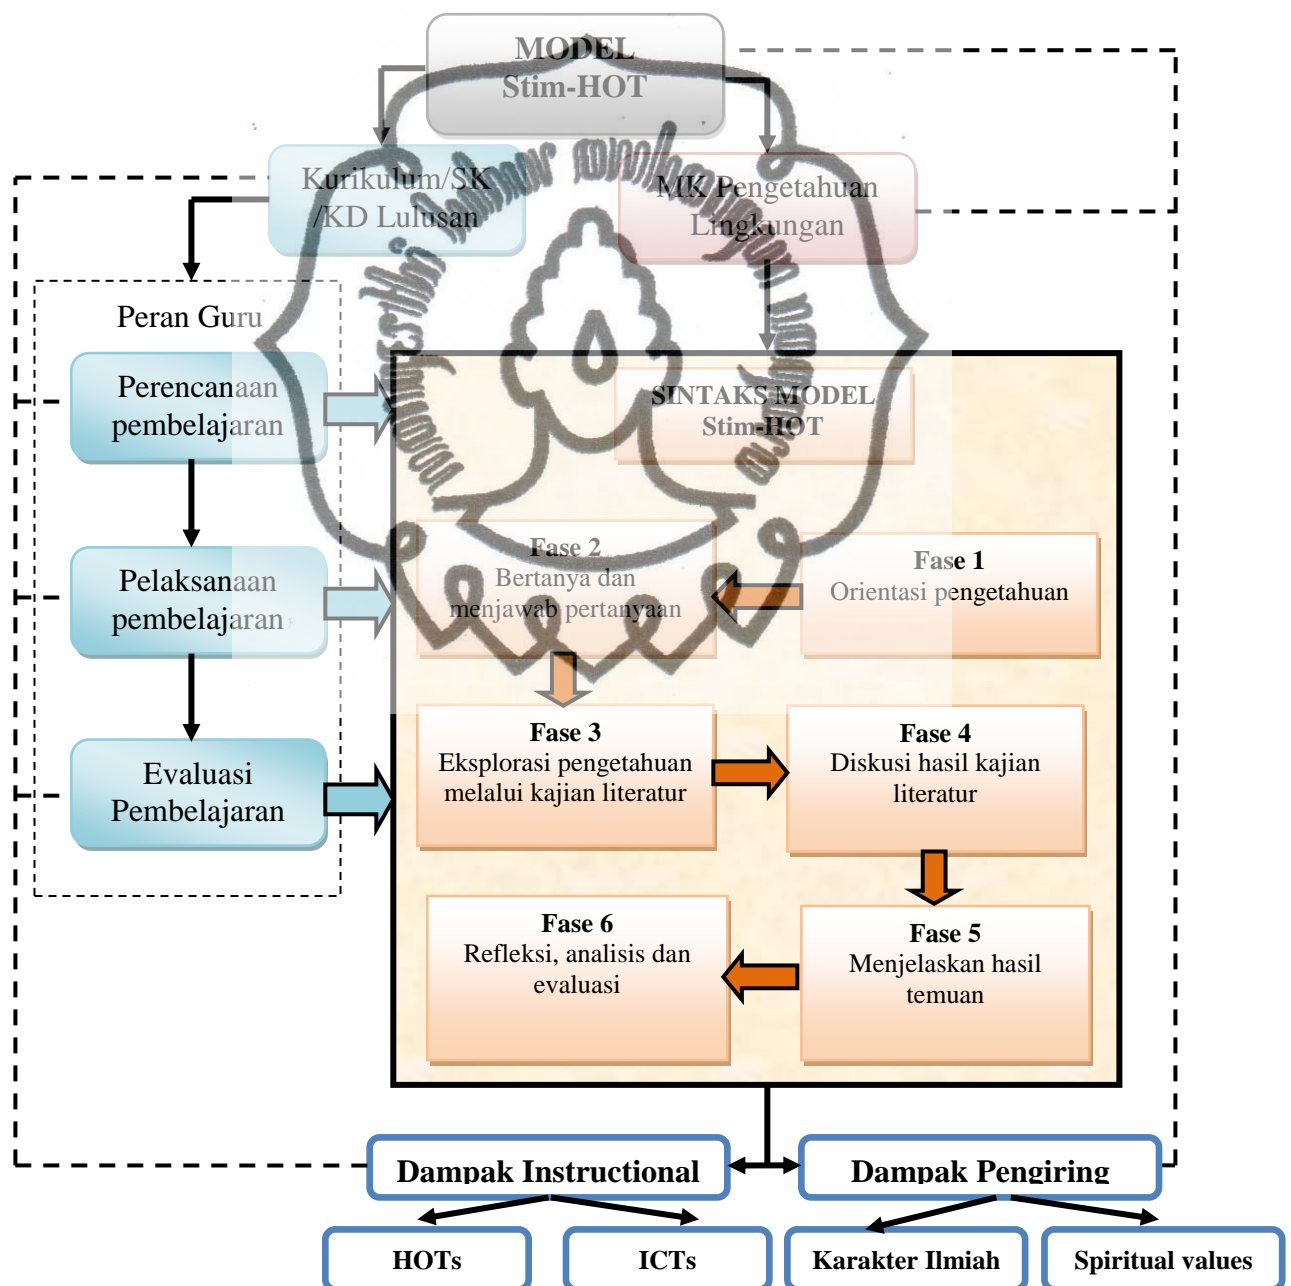 MODEL
Stim-HOT
Kurikulum/SK
/KD Lulusan
MK Pengetahuan
Lingkungan
Peran Guru
Perencanaan
pembelajaran
SINTAKS MODEL
Stim-HOT
Pelaksanaan
pembelajaran
Fase 2
Bertanya dan
menjawab pertanyaan
Fase 1
Orientasi pengetahuan
Evaluasi
Pembelajaran
Fase 3
Eksplorasi pengetahuan
melalui kajian literatur
Fase 4
Diskusi hasil kajian
literatur
Fase 6
Refleksi, analisis dan
evaluasi
Fase 5
Menjelaskan hasil
temuan
Dampak Instructional
Dampak Pengiring
HOTs
ICTs
Karakter Ilmiah
Spiritual values